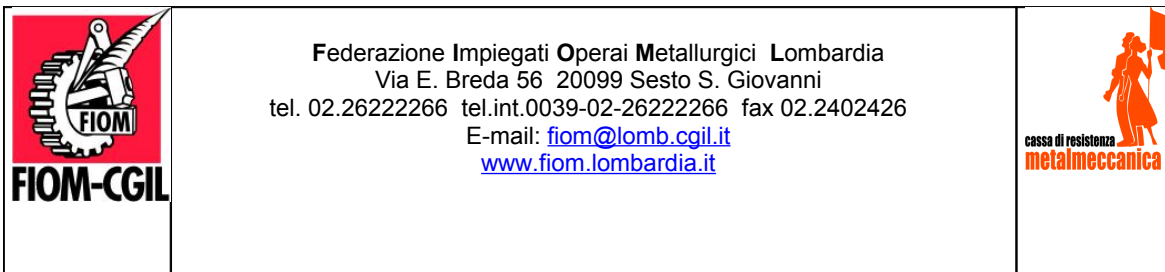 FIOM
FIOM-CGIL
Federazione Impiegati Operai Metallurgici Lombardia
Via E. Breda 56 20099 Sesto S. Giovanni
tel. 02.26222266 tel.int.0039-02-26222266 fax 02.2402426
E-mail: fiom@lomb.cgil.it
www.fiom.lombardia.it
cassa di resistenza
metalmeccanica